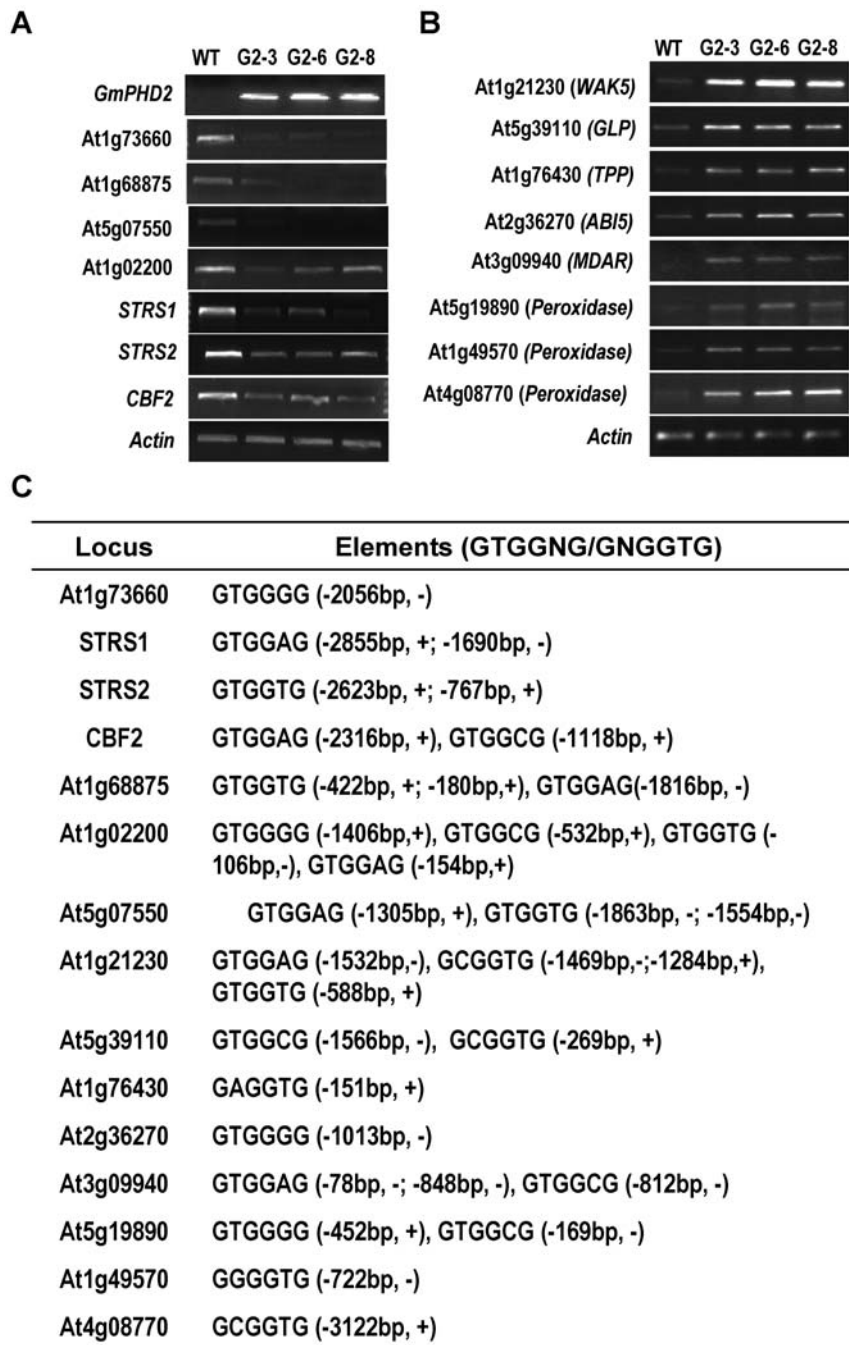 A
WT G2-3 G2-6 G2-8
GmPHD2
At1g73660
At1g68875
At5g07550
At1g02200
STRS1
STRS2
CBF2
Actin
B
WT G2-3 G2-6 G2-8
At1g21230 (WAK5)
At5g39110 (GLP)
At1g76430 (TPP)
At2g36270 (ABI5)
At3g09940 (MDAR)
At5g19890 (Peroxidase)
At1g49570 (Peroxidase)
At4g08770 (Peroxidase)
Actin
C
Locus Elements (GTGGNG/GNGGTG)
At1g73660 GTGGGG (-2056bp, -)
STRS1 GTGGAG (-2855bp, +; -1690bp, -)
STRS2 GTGGTG (-2623bp, +; -767bp, +)
CBF2 GTGGAG (-2316bp, +), GTGGCG (-1118bp, +)
At1g68875 GTGGTG (-422bp, +; -180bp,+), GTGGAG(-1816bp, -)
At1g02200 GTGGGG (-1406bp,+), GTGGCG (-532bp,+), GTGGTG (-
106bp,-), GTGGAG (-154bp,+)
At5g07550 GTGGAG (-1305bp, +), GTGGTG (-1863bp, -; -1554bp,-)
At1g21230 GTGGAG (-1532bp,-), GCGGTG (-1469bp,-;-1284bp,+),
GTGGTG (-588bp, +)
At5g39110 GTGGCG (-1566bp, -), GCGGTG (-269bp, +)
At1g76430 GAGGTG (-151bp, +)
At2g36270 GTGGGG (-1013bp, -)
At3g09940 GTGGAG (-78bp, -; -848bp, -), GTGGCG (-812bp, -)
At5g19890 GTGGGG (-452bp, +), GTGGCG (-169bp, -)
At1g49570 GGGGTG (-722bp, -)
At4g08770 GCGGTG (-3122bp, +)